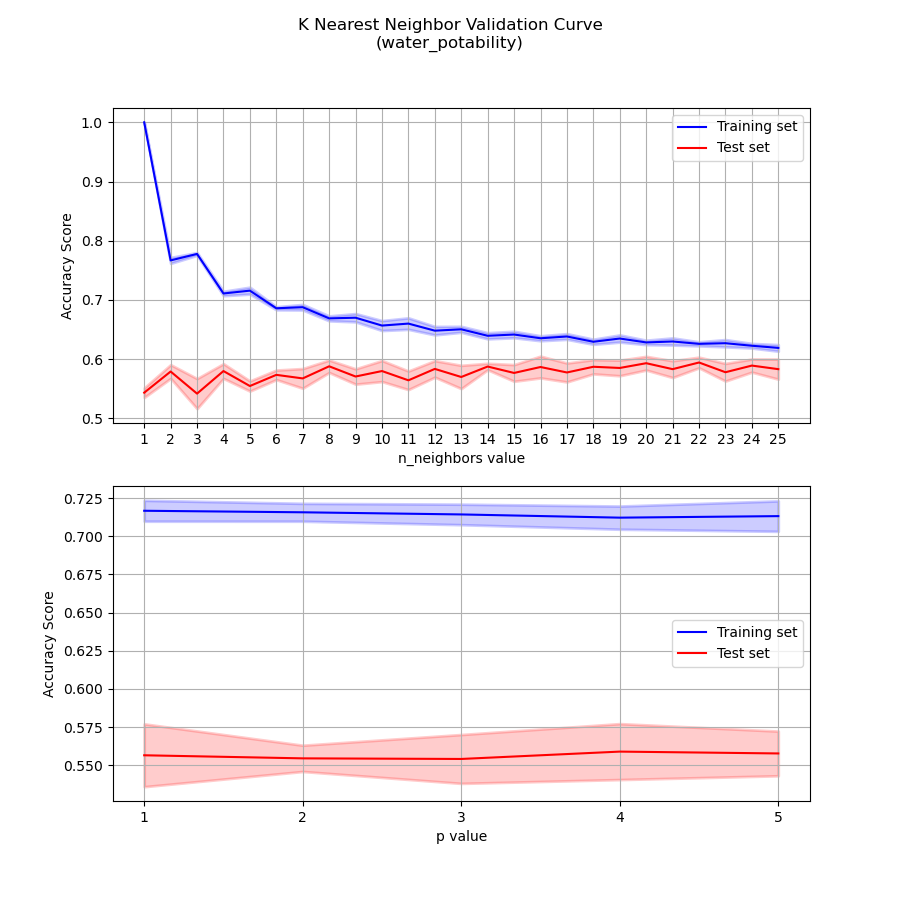 K Nearest Neighbor Validation Curve
(water_potability)
Accuracy Score
1.0
0.9
0.8
0.7
0.6
0.5
Training set
Test set
1 2 3 4 5 6 7 8 9 10 11 12 13 14 15 16 17 18 19 20 21 22 23 24 25
n_neighbors value
Accuracy Score
0.725
0.700
0.675
0.650
0.625
0.600
0.575
0.550
Training set
Test set
1 2 3 4 5
p value